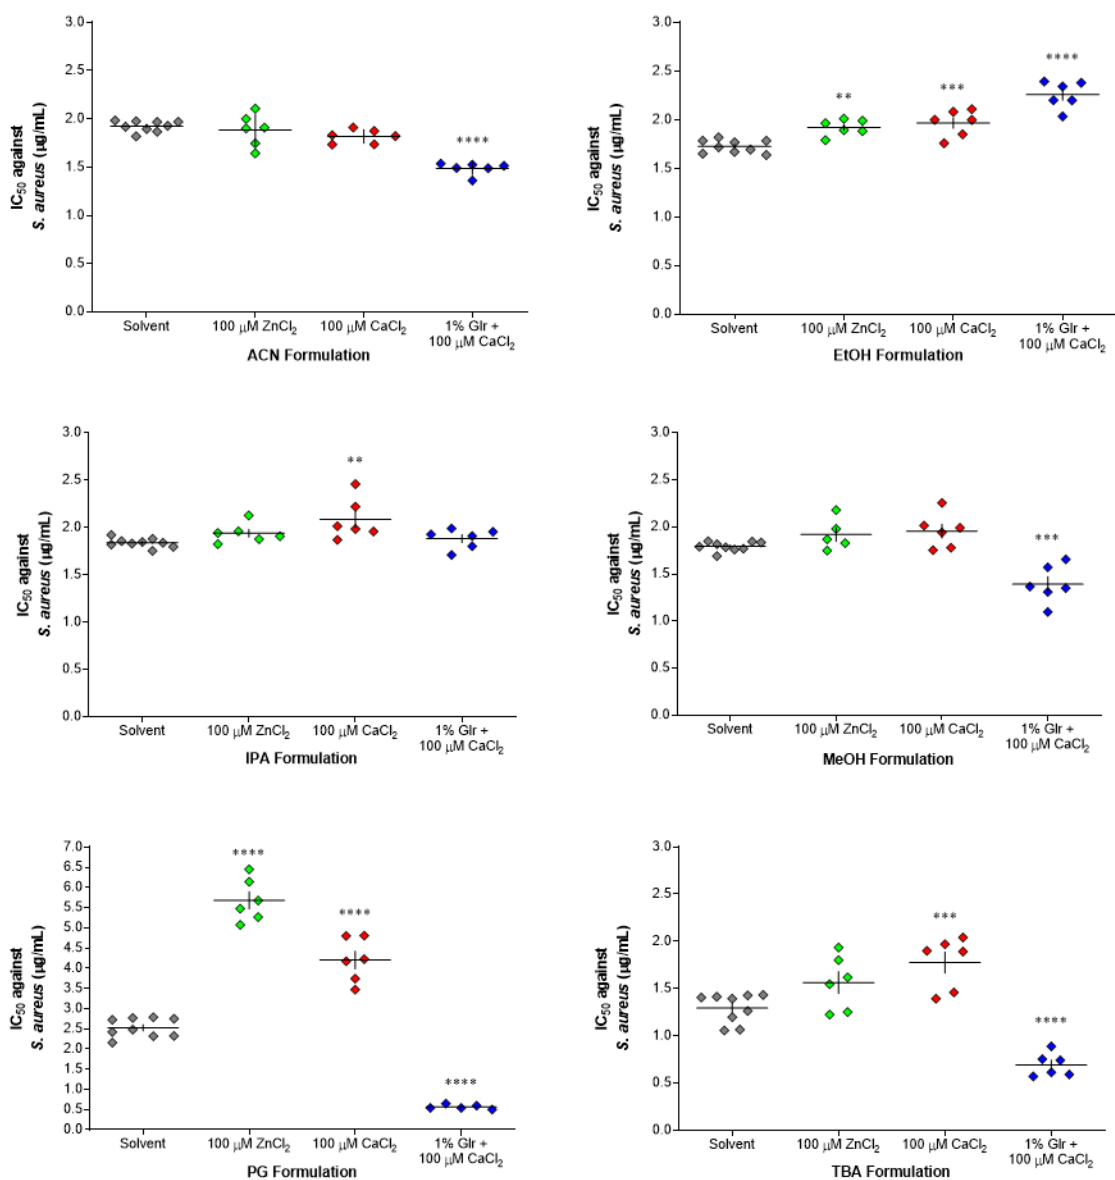 3.0
2.5
2.0
1.5
1.0
0.5
0.0
IC50 against
S. aureus (µg/mL)
****
Solvent
100 µM ZnCl2
100 µM CaCl2
1% Glr +
100 µM CaCl2
ACN Formulation
3.0
2.5
2.0
1.5
1.0
0.5
0.0
IC50 against
S. aureus (µg/mL)
**
***
****
Solvent
100 µM ZnCl2
100 µM CaCl2
1% Glr +
100 µM CaCl2
EtOH Formulation
3.0
2.5
2.0
1.5
1.0
0.5
0.0
IC50 against
S. aureus (µg/mL)
**
Solvent
100 µM ZnCl2
100 µM CaCl2
1% Glr +
100 µM CaCl2
IPA Formulation
3.0
2.5
2.0
1.5
1.0
0.5
0.0
IC50 against
S. aureus (µg/mL)
***
Solvent
100 µM ZnCl2
100 µM CaCl2
1% Glr +
100 µM CaCl2
MeOH Formulation
7.0
6.5
6.0
5.5
5.0
4.5
4.0
3.5
3.0
2.5
2.0
1.5
1.0
0.5
0.0
IC50 against
S. aureus (µg/mL)
****
****
****
Solvent
100 µM ZnCl2
100 µM CaCl2
1% Glr +
100 µM CaCl2
PG Formulation
3.0
2.5
2.0
1.5
1.0
0.5
0.0
IC50 against
S. aureus (µg/mL)
***
****
Solvent
100 µM ZnCl2
100 µM CaCl2
1% Glr +
100 µM CaCl2
TBA Formulation